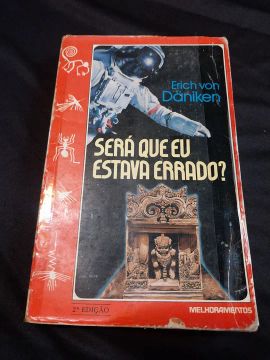 Erich von
Däniken
SERÁ QUE EU
ESTAVA ERRADO?
2ª EDIÇÃO
MELHORAMENTOS